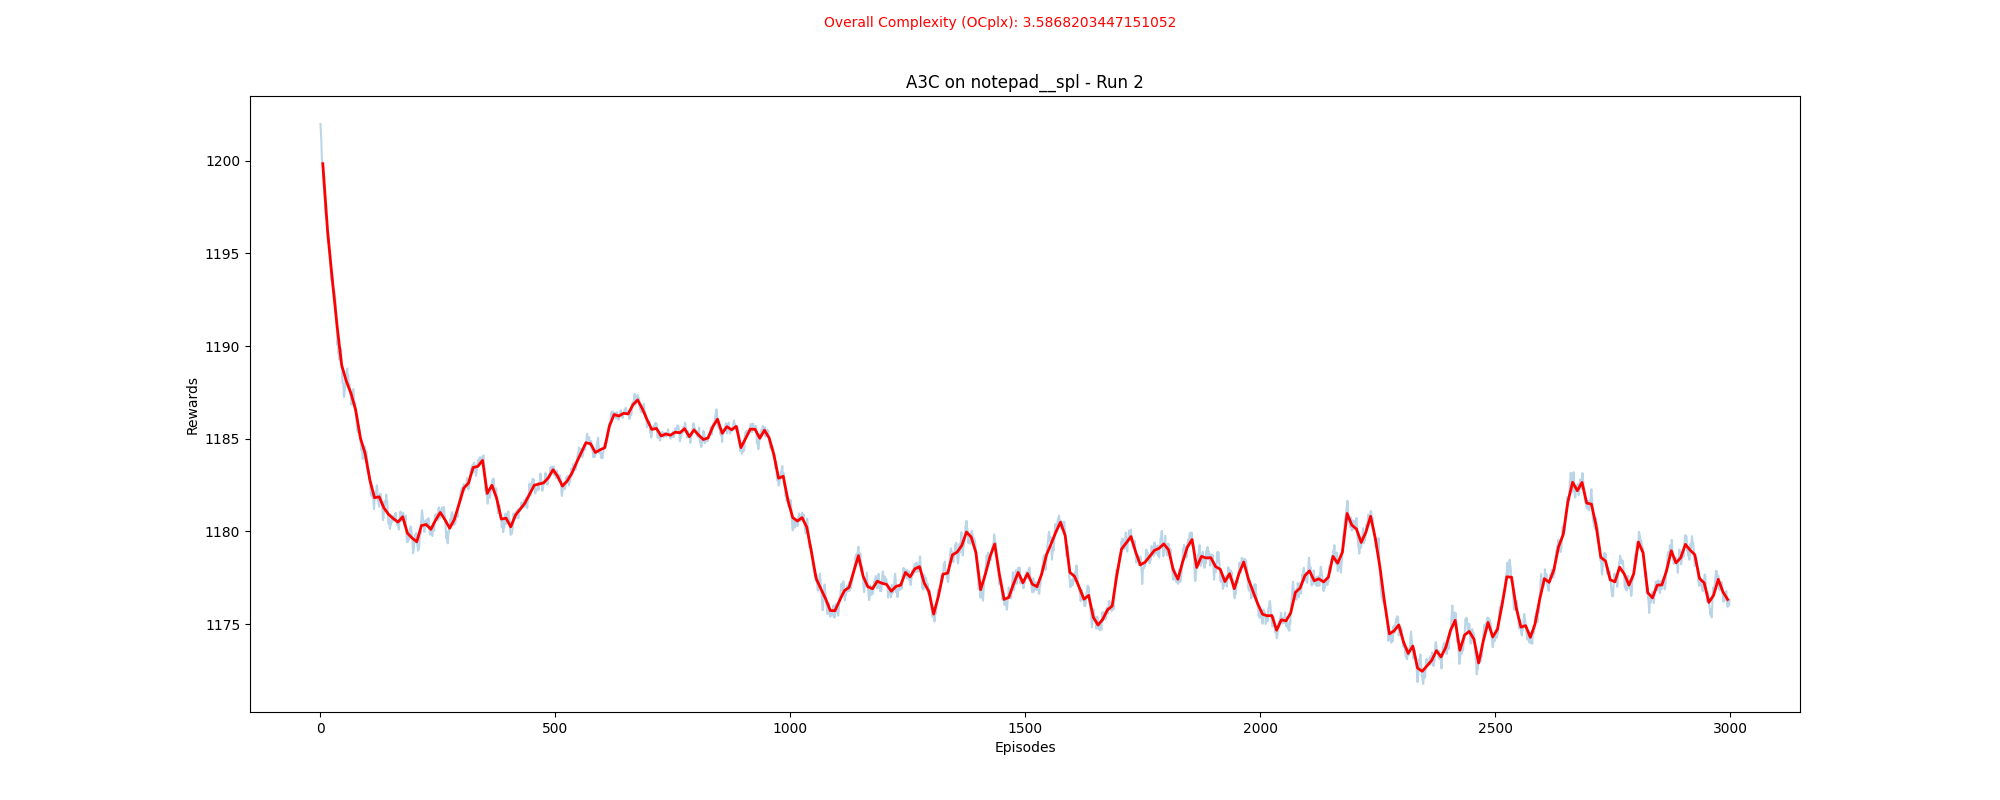 Overall Complexity (OCplx): 3.5868203447151052
A3C on notepad__spl - Run 2
1200
1195
1190
1185
1180
1175
Rewards
0 500 1000 1500 2000 2500 3000
Episodes